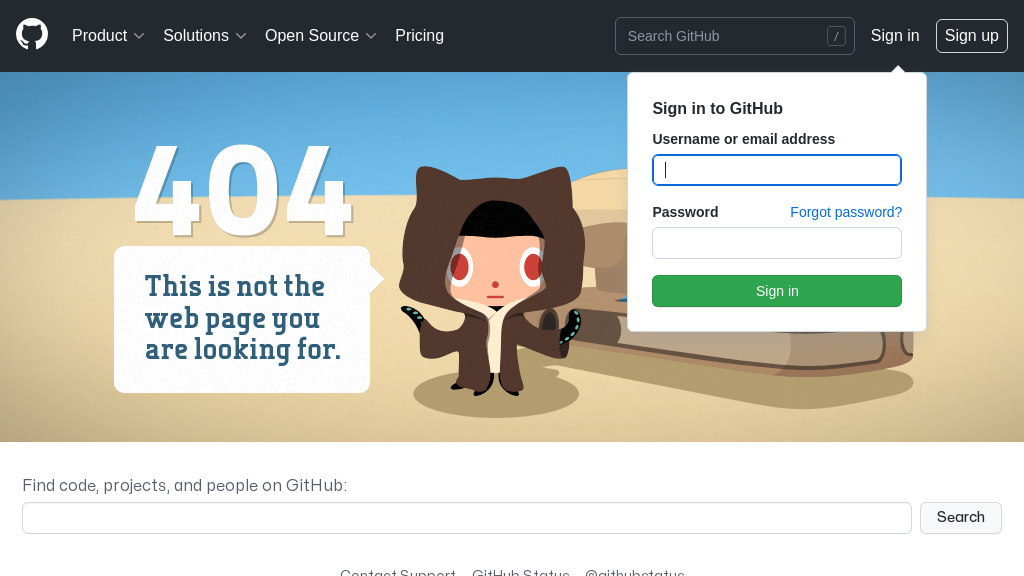 Product Solutions Open Source Pricing Search GitHub / Sign in Sign up
Sign in to GitHub
Username or email address
Password Forgot password?
Sign in
404
This is not the
web page you
are looking for.
Find code, projects, and people on GitHub:
Search
Contact Support GitHub Status @githubstatus